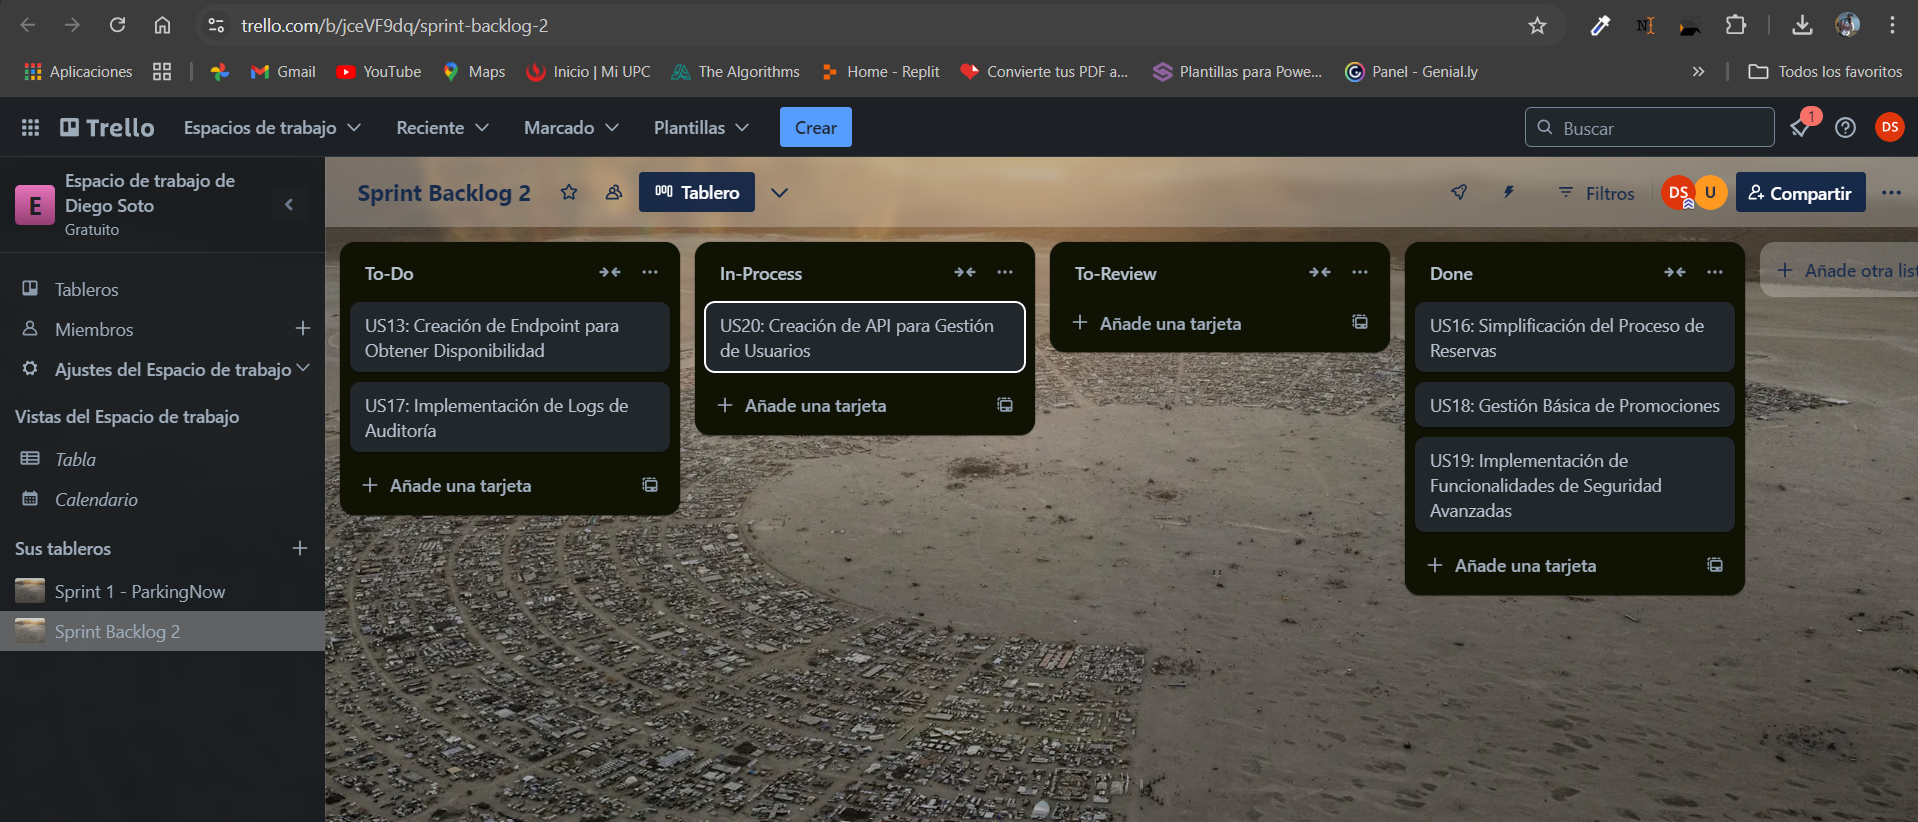 trello.com/b/jceVF9dq/sprint-backlog-2
Aplicaciones
Gmail
YouTube
Maps
Inicio | Mi UPC
The Algorithms
Home - Replit
Convierte tus PDF a...
Plantillas para Powe...
Panel - Genial.ly
Todos los favoritos
Trello
Espacios de trabajo
Reciente
Marcado
Plantillas
Crear
Buscar
1
DS
E
Espacio de trabajo de
Diego Soto
Gratuito
Sprint Backlog 2
Tablero
Filtros
DS
U
Compartir
Tableros
Miembros
Ajustes del Espacio de trabajo
Vistas del Espacio de trabajo
Tabla
Calendario
Sus tableros
Sprint 1 - ParkingNow
Sprint Backlog 2
To-Do
US13: Creación de Endpoint para
Obtener Disponibilidad
US17: Implementación de Logs de
Auditoría
Añade una tarjeta
In-Process
US20: Creación de API para Gestión
de Usuarios
Añade una tarjeta
To-Review
Añade una tarjeta
Done
US16: Simplificación del Proceso de
Reservas
US18: Gestión Básica de Promociones
US19: Implementación de
Funcionalidades de Seguridad
Avanzadas
Añade una tarjeta
Añade otra list